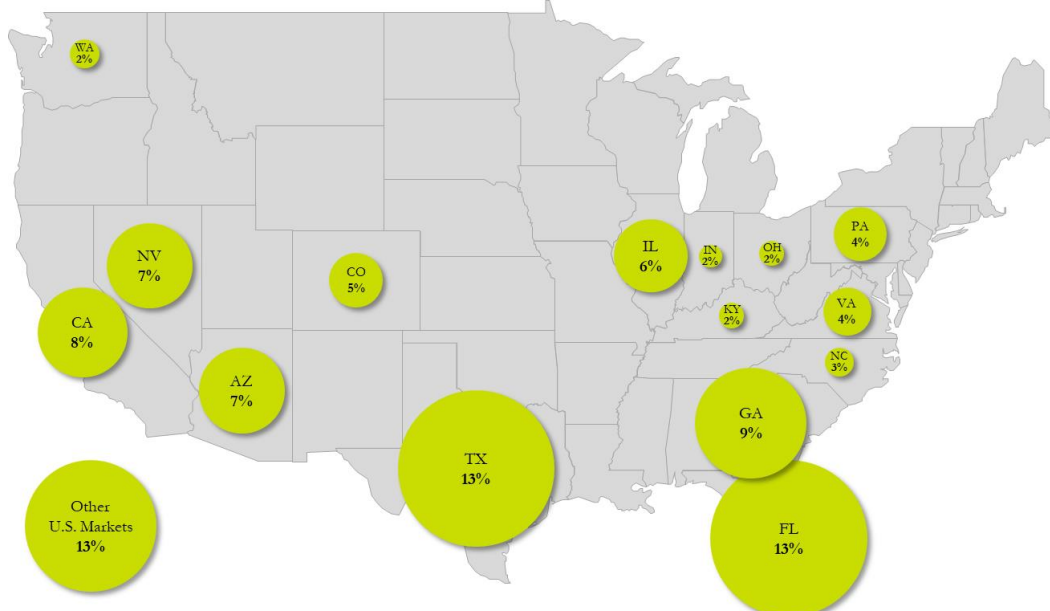 WA
2%
NV
7%
CO
5%
IL
6%
IN
2%
OH
2%
PA
4%
CA
8%
KY
2%
VA
4%
AZ
7%
NC
3%
GA
9%
TX
13%
Other
U.S. Markets
13%
FL
13%